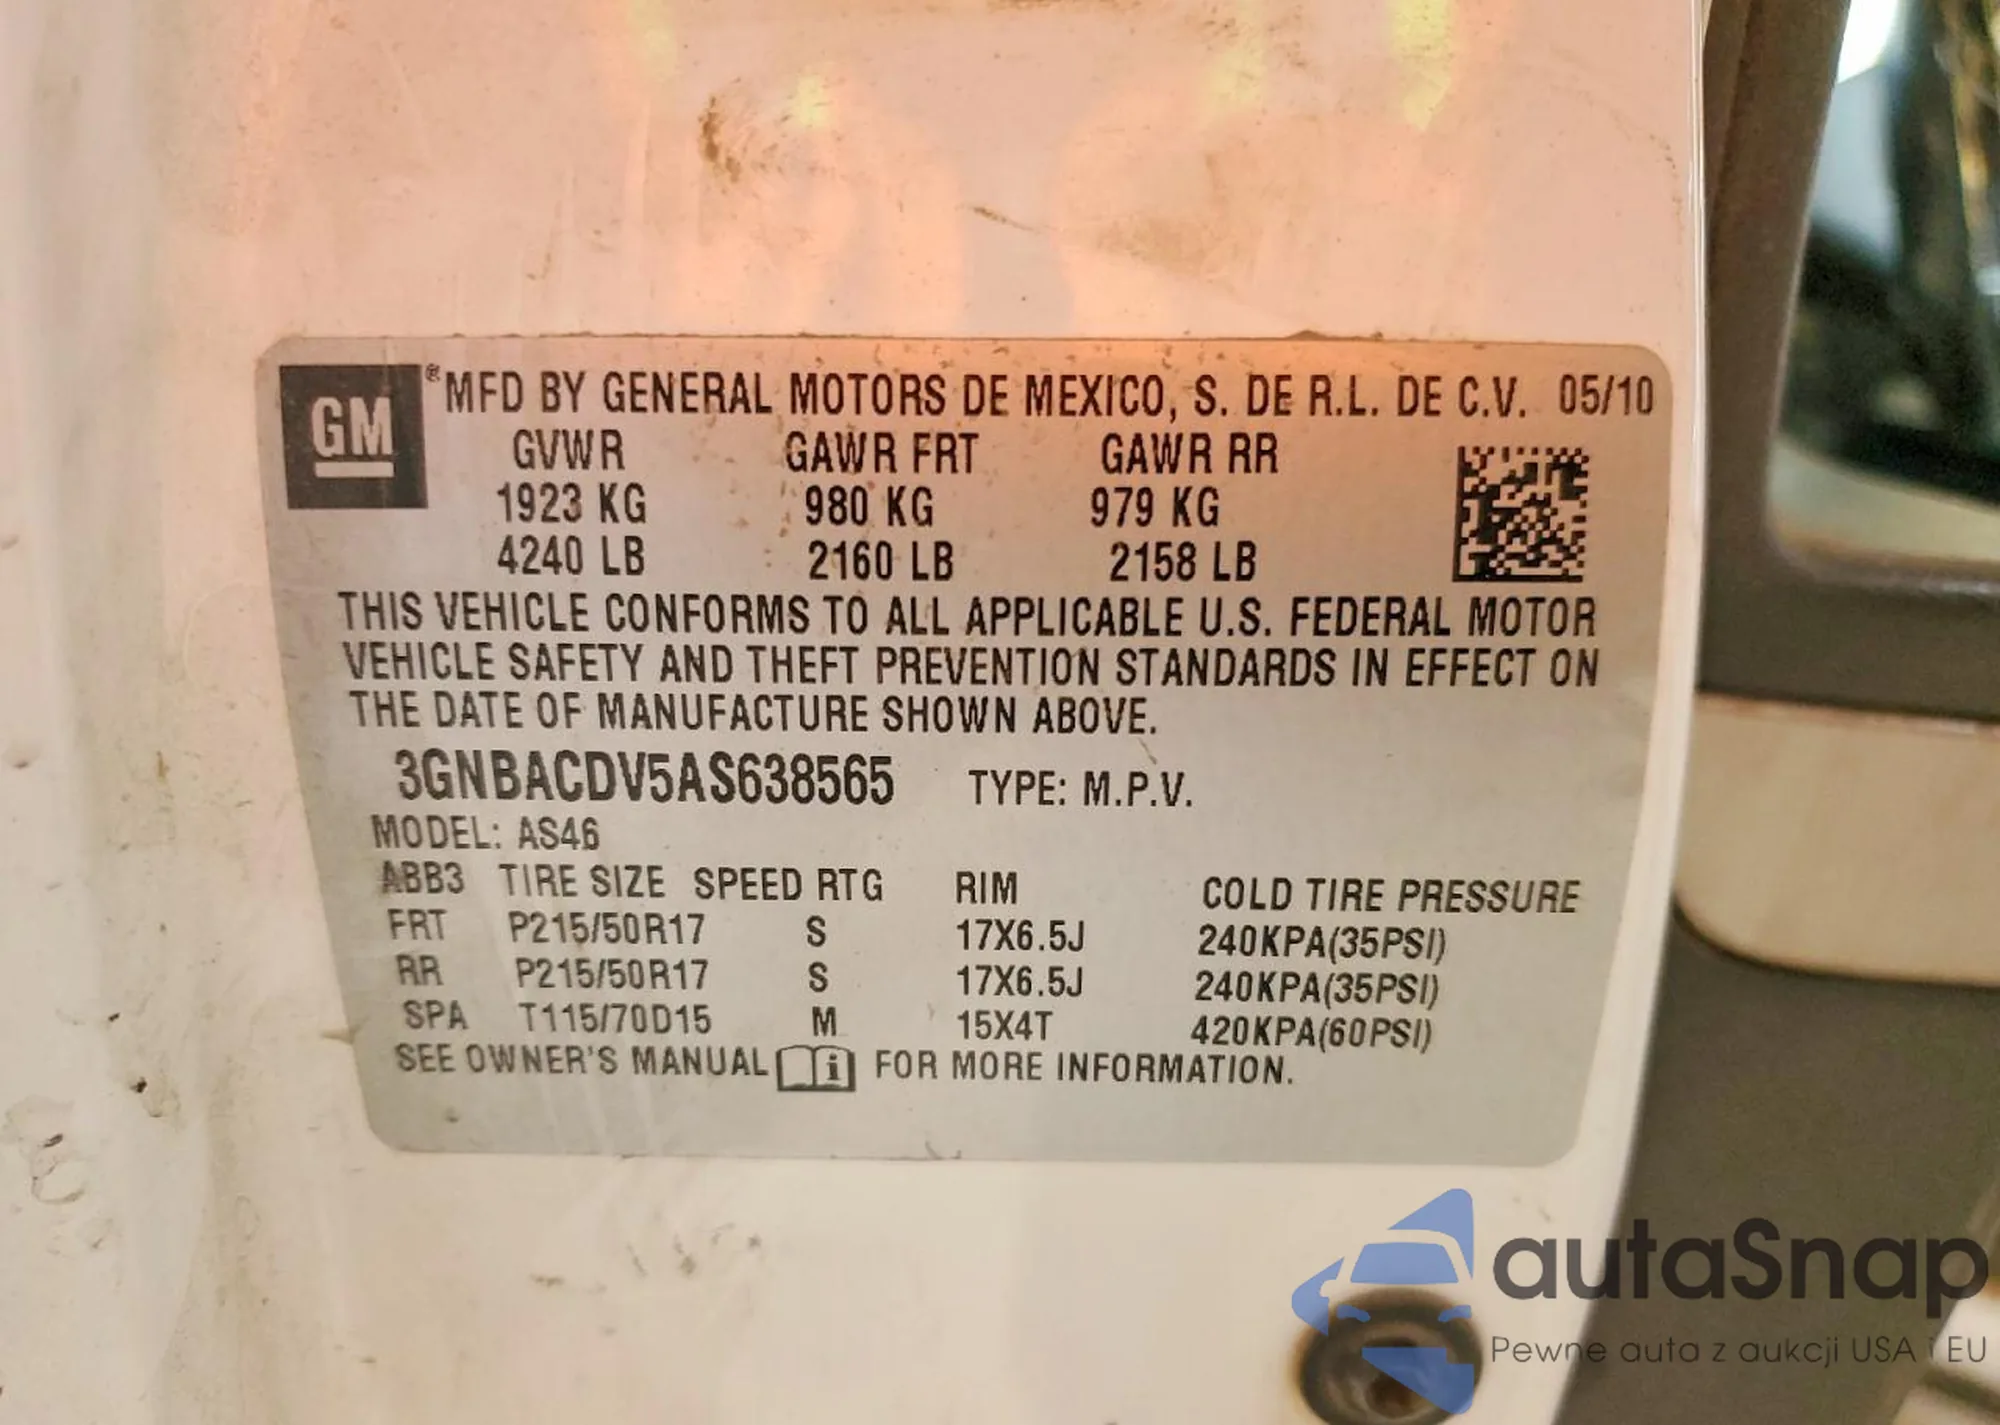 GM ® MFD BY GENERAL MOTORS DE MEXICO, S. DE R.L. DE C.V. 05/10
GVWR GAWR FRT GAWR RR
1923 KG 980 KG 979 KG
4240 LB 2160 LB 2158 LB
THIS VEHICLE CONFORMS TO ALL APPLICABLE U.S. FEDERAL MOTOR
VEHICLE SAFETY AND THEFT PREVENTION STANDARDS IN EFFECT ON
THE DATE OF MANUFACTURE SHOWN ABOVE.
3GNBACDV5AS638565 TYPE: M.P.V.
MODEL: AS46
ABB3 TIRE SIZE SPEED RTG RIM COLD TIRE PRESSURE
FRT P215/50R17 S 17X6.5J 240KPA(35PSI)
RR P215/50R17 S 17X6.5J 240KPA(35PSI)
SPA T115/70D15 M 15X4T 420KPA(60PSI)
SEE OWNER'S MANUAL i FOR MORE INFORMATION.
autaSnap
Pewne auta z aukcji USA i EU